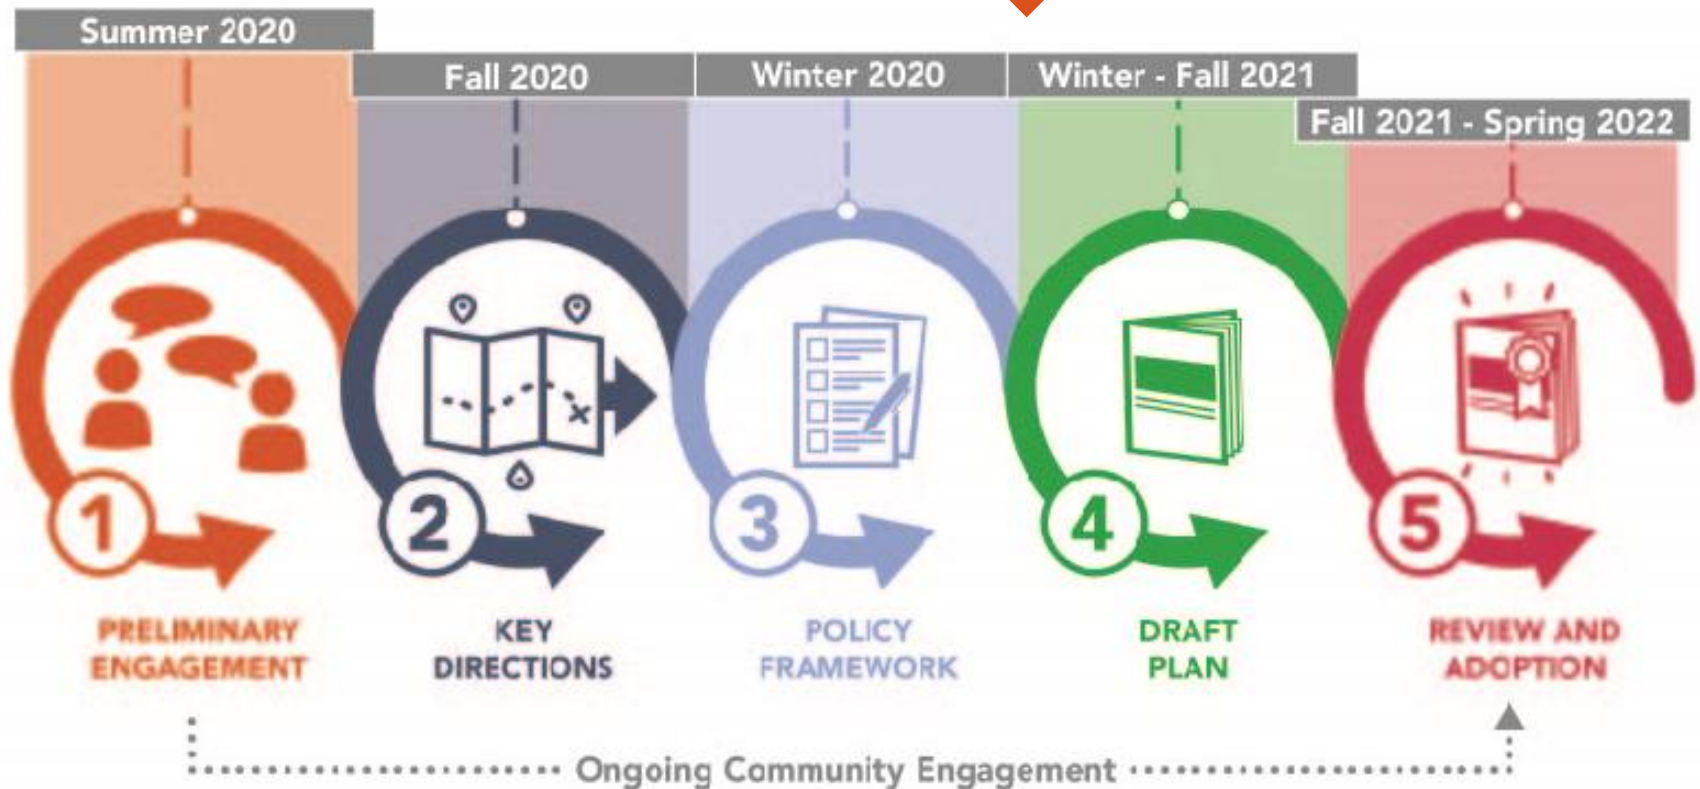 Summer 2020
Fall 2020
Winter 2020
Winter - Fall 2021
Fall 2021 - Spring 2022
1
2
3
4
5
PRELIMINARY
ENGAGEMENT
KEY
DIRECTIONS
POLICY
FRAMEWORK
DRAFT
PLAN
REVIEW AND
ADOPTION
Ongoing Community Engagement